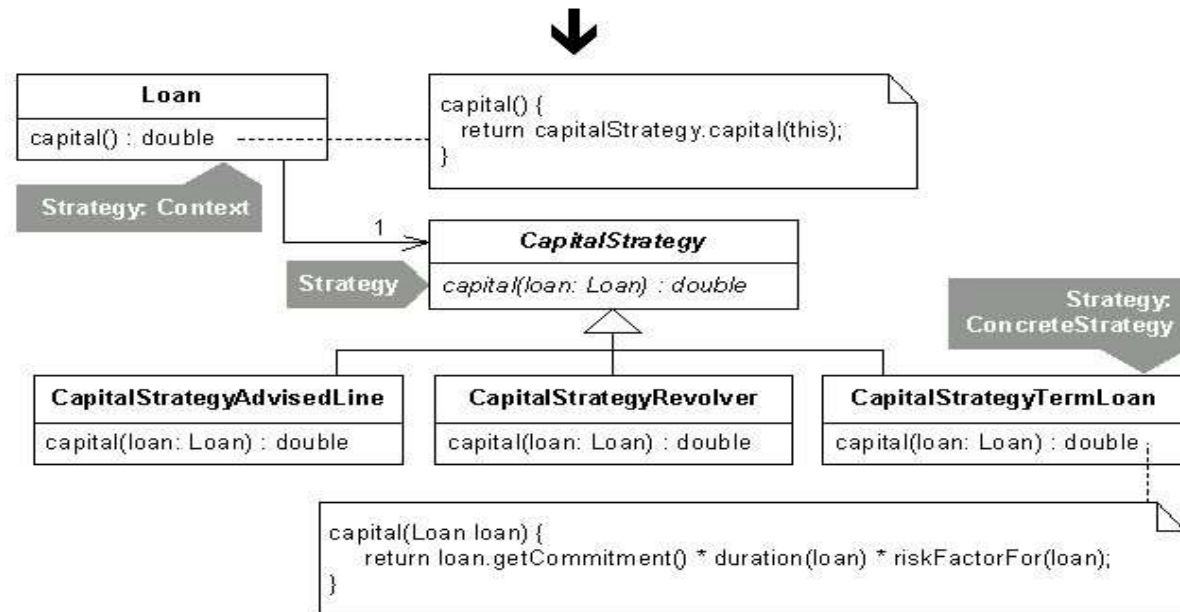 Loan
capital() : double
capital() {
return capitalStrategy.capital(this);
}
Strategy: Context
1
CapitalStrategy
Strategy
capital(loan: Loan) : double
Strategy:
ConcreteStrategy
CapitalStrategyAdvisedLine
capital(loan: Loan) : double
CapitalStrategyRevolver
capital(loan: Loan) : double
CapitalStrategyTermLoan
capital(loan: Loan) : double
capital(Loan loan) {
return loan.getCommitment() * duration(loan) * riskFactorFor(loan);
}